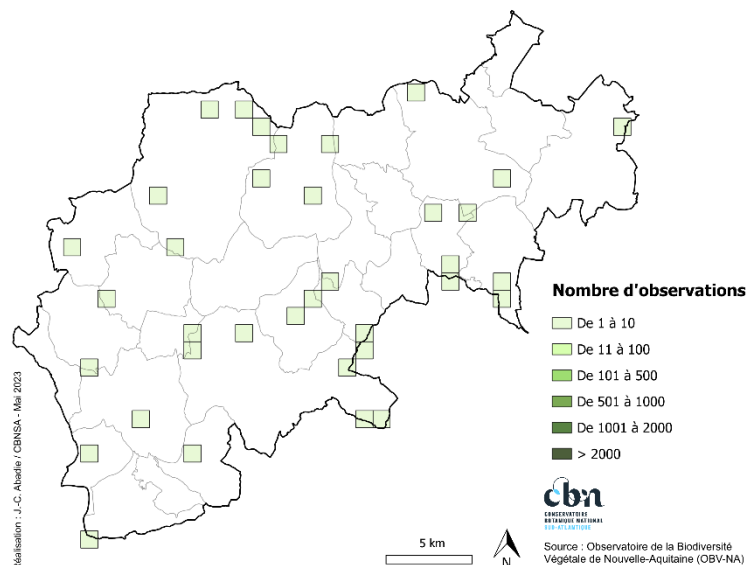 Nombre d'observations
De 1 à 10
De 11 à 100
De 101 à 500
De 501 à 1000
De 1001 à 2000
> 2000
Réalisation : J.-C. Abadie / CBNSA - Mai 2023
cbn
CONSERVATOIRE
BOTANIQUE NATIONAL
SUD-ATLANTIQUE
5 km
N
Source : Observatoire de la Biodiversité
Végétale de Nouvelle-Aquitaine (OBV-NA)